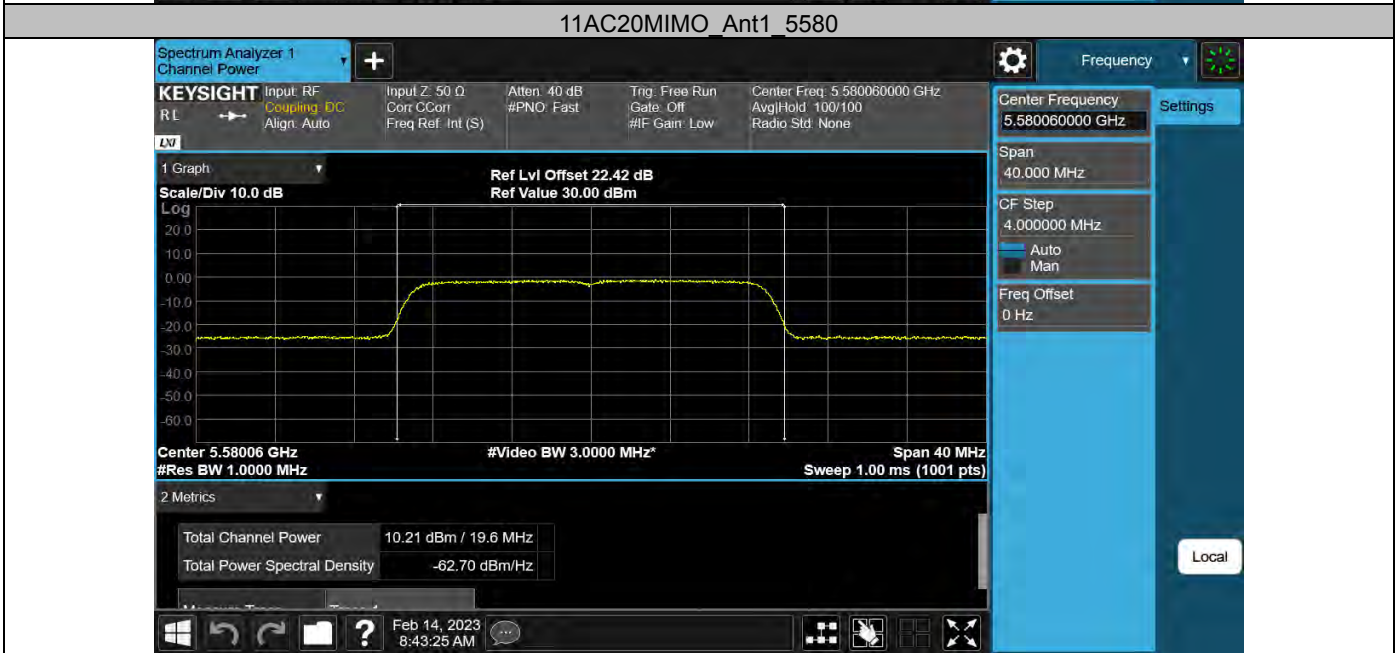 11AC20MIMO_Ant1_5580
Spectrum Analyzer 1
Channel Power
Frequency
KEYSIGHT
RL
LXI
Input: RF
Coupling: DC
Align: Auto
Input Z: 50 Ω
Corr CCorr
Freq Ref: Int (S)
Atten: 40 dB
#PNO: Fast
Trig: Free Run
Gate: Off
#IF Gain: Low
Center Freq: 5.580060000 GHz
Avg|Hold: 100/100
Radio Std: None
Center Frequency
5.580060000 GHz
Settings
Span
40.000 MHz
CF Step
4.000000 MHz
Auto
Man
Freq Offset
0 Hz
1 Graph
Scale/Div 10.0 dB
Ref Lvl Offset 22.42 dB
Ref Value 30.00 dBm
Log
20.0
10.0
0.00
-10.0
-20.0
-30.0
-40.0
-50.0
-60.0
Center 5.58006 GHz
#Video BW 3.0000 MHz*
Span 40 MHz
#Res BW 1.0000 MHz
Sweep 1.00 ms (1001 pts)
2 Metrics
Total Channel Power 10.21 dBm / 19.6 MHz
Total Power Spectral Density -62.70 dBm/Hz
Local
?
Feb 14, 2023
8:43:25 AM